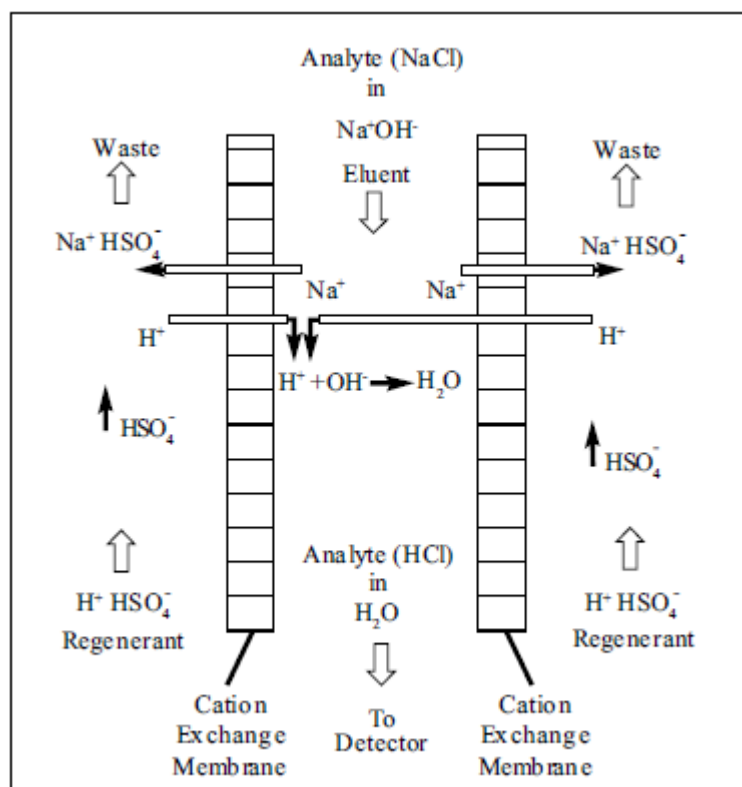 Analyte (NaCl)
in
Na⁺OH⁻
Eluent
Waste
Waste
Na⁺ HSO₄⁻
Na⁺ HSO₄⁻
Na⁺
Na⁺
H⁺
H⁺
H⁺ + OH⁻ H₂O
HSO₄⁻
HSO₄⁻
Analyte (HCl)
in
H₂O
H⁺ HSO₄⁻
Regenerant
H⁺ HSO₄⁻
Regenerant
Cation
Exchange
Membrane
To
Detector
Cation
Exchange
Membrane